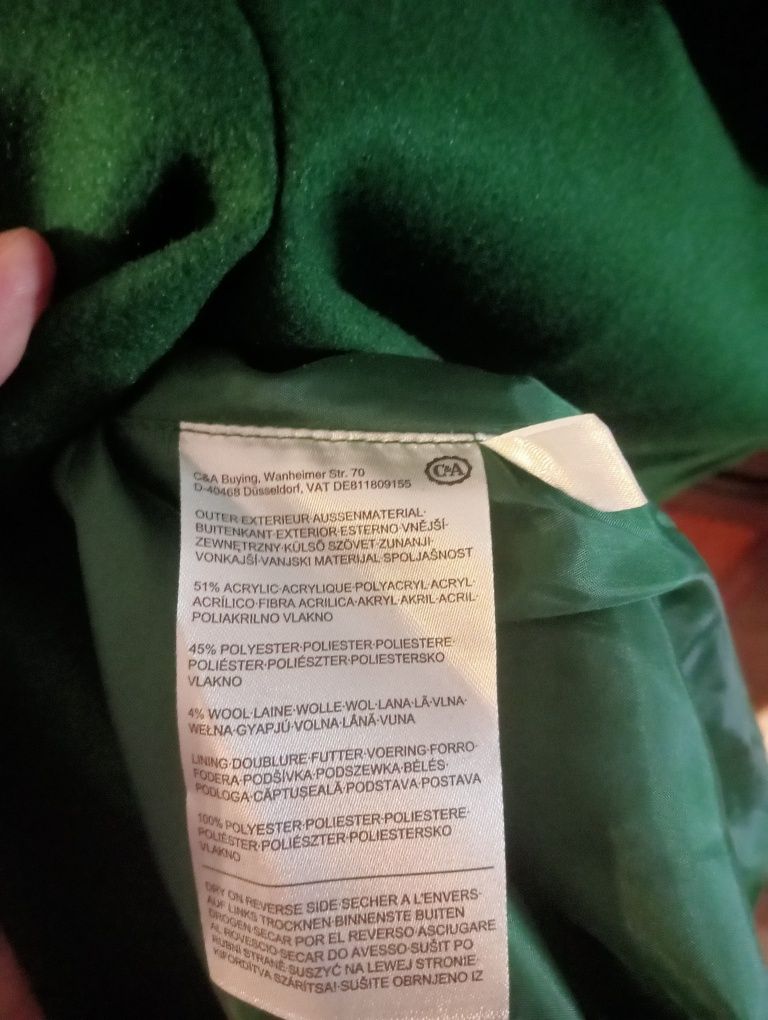 C&A Buying, Wanheimer Str. 70
D-40468 Düsseldorf, VAT DE811809155
C&A
OUTER·EXTERIEUR·AUSSENMATERIAL·
BUITENKANT·EXTERIOR·ESTERNO·VNĚJŠÍ·
ZEWNĘTRZNY·KÜLSŐ SZÖVET·ZUNANJI·
VONKAJŠÍ·VANJSKI MATERIJAL·SPOLJAŠNOST
51% ACRYLIC·ACRYLIQUE·POLYACRYL·ACRYL·
ACRÍLICO·FIBRA ACRILICA·AKRYL·AKRIL·ACRIL·
POLIAKRILNO VLAKNO
45% POLYESTER·POLIESTER·POLIESTERE·
POLIÉSTER·POLIÉSZTER·POLIESTERSKO
VLAKNO
4% WOOL·LAINE·WOLLE·WOL·LANA·LÃ·VLNA·
WEŁNA·GYAPJÚ·VOLNA·LÂNĂ·VUNA
LINING·DOUBLURE·FUTTER·VOERING·FORRO·
FODERA·PODŠÍVKA·PODSZEWKA·BÉLÉS·
PODLOGA·CĂPTUȘEALĂ·PODSTAVA·POSTAVA
100% POLYESTER·POLIESTER·POLIESTERE·
POLIÉSTER·POLIÉSZTER·POLIESTERSKO
VLAKNO
DRY ON REVERSE SIDE·SECHER A L'ENVERS·
AUF LINKS TROCKNEN·BINNENSTE BUITEN
DROGEN·SECAR POR EL REVERSO·ASCIUGARE
AL ROVESCIO·SECAR DO AVESSO·SUŠIT PO
RUBNÍ STRANĚ·SUSZYĆ NA LEWEJ STRONIE·
KIFORDÍTVA SZÁRÍTSA!·SUŠITE OBRNJENO IZ